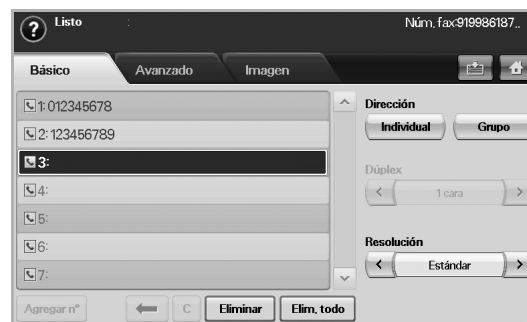 ? Listo : Núm. fax:919986187..
Básico Avanzado Imagen
1: 012345678
2: 123456789
3:
4:
5:
6:
7:
Agregar nº C Eliminar Elim. todo
Dirección
Individual Grupo
Dúplex
< 1 cara >
Resolución
< Estándar >